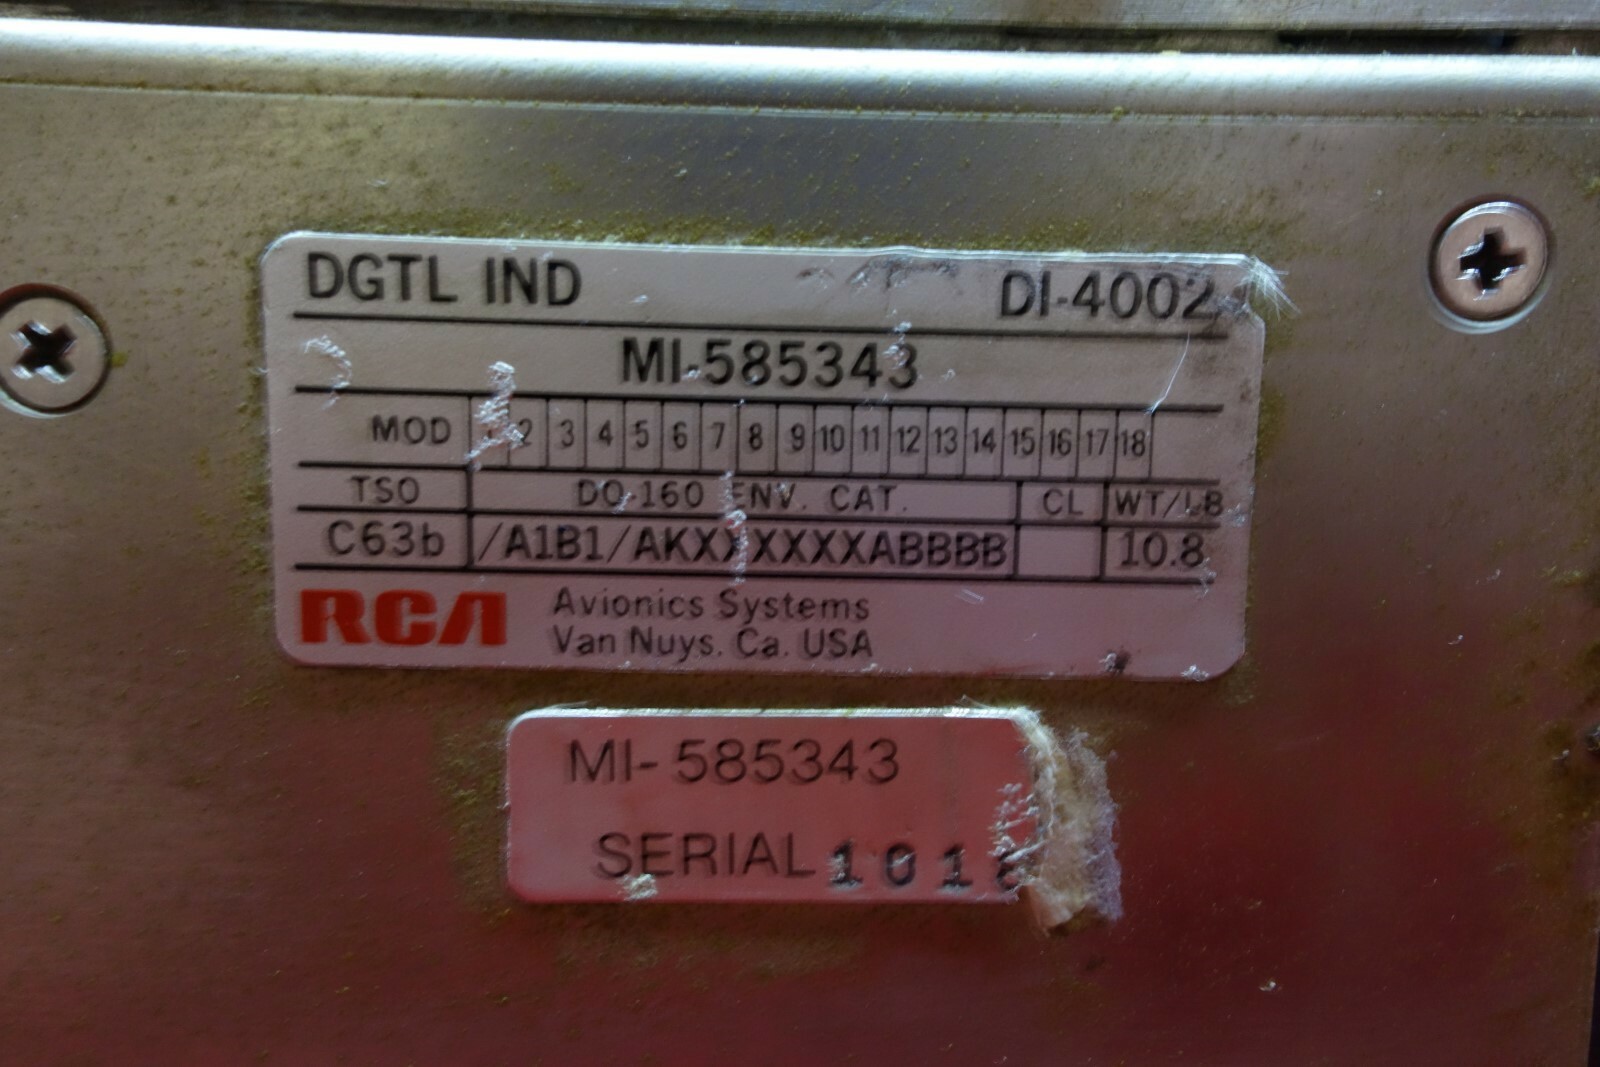 DGTL IND DI-4002
MI-585343
MOD 1 2 3 4 5 6 7 8 9 10 11 12 13 14 15 16 17 18
TSO DO-160 ENV. CAT. CL WT/LB
C63b /A1B1/AKXXXXXXABBBB 10.8
RCA Avionics Systems
Van Nuys. Ca. USA
MI-585343
SERIAL